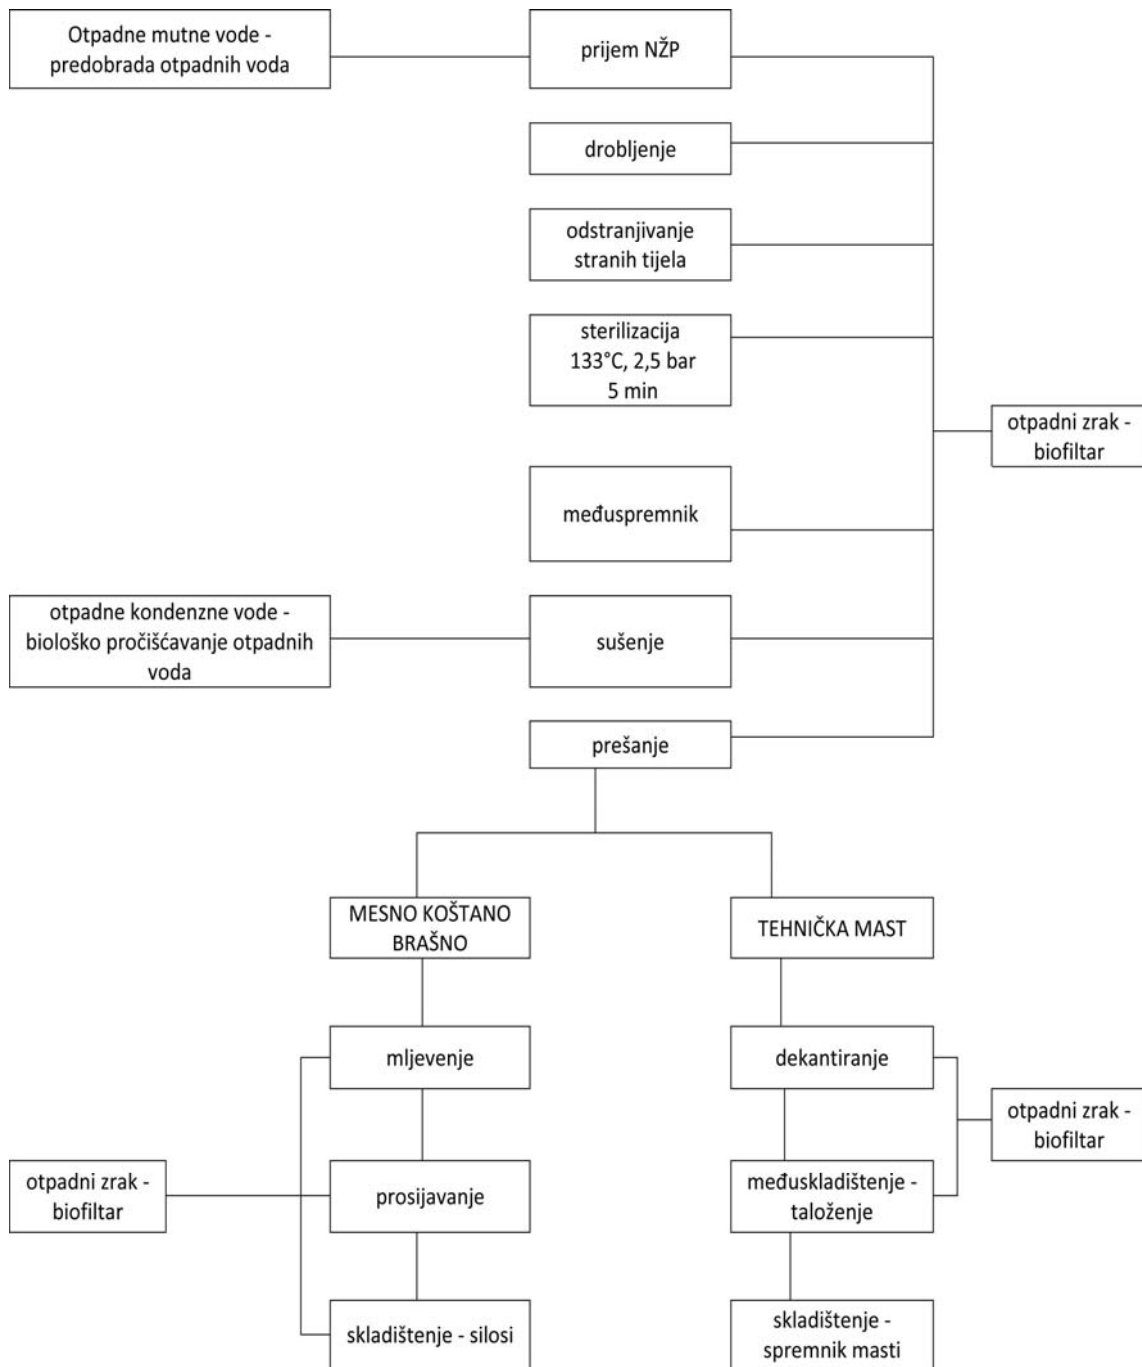 Otpadne mutne vode -
predobrada otpadnih voda
prijem NŽP
drobljenje
odstranjivanje
stranih tijela
sterilizacija
133°C, 2,5 bar
5 min
otpadni zrak -
biofiltar
međuspremnik
otpadne kondenzne vode -
biološko pročišćavanje otpadnih
voda
sušenje
prešanje
MESNO KOŠTANO
BRAŠNO
TEHNIČKA MAST
mljevenje
dekantiranje
otpadni zrak -
biofiltar
otpadni zrak -
biofiltar
prosijavanje
međuskladištenje -
taloženje
skladištenje - silosi
skladištenje -
spremnik masti